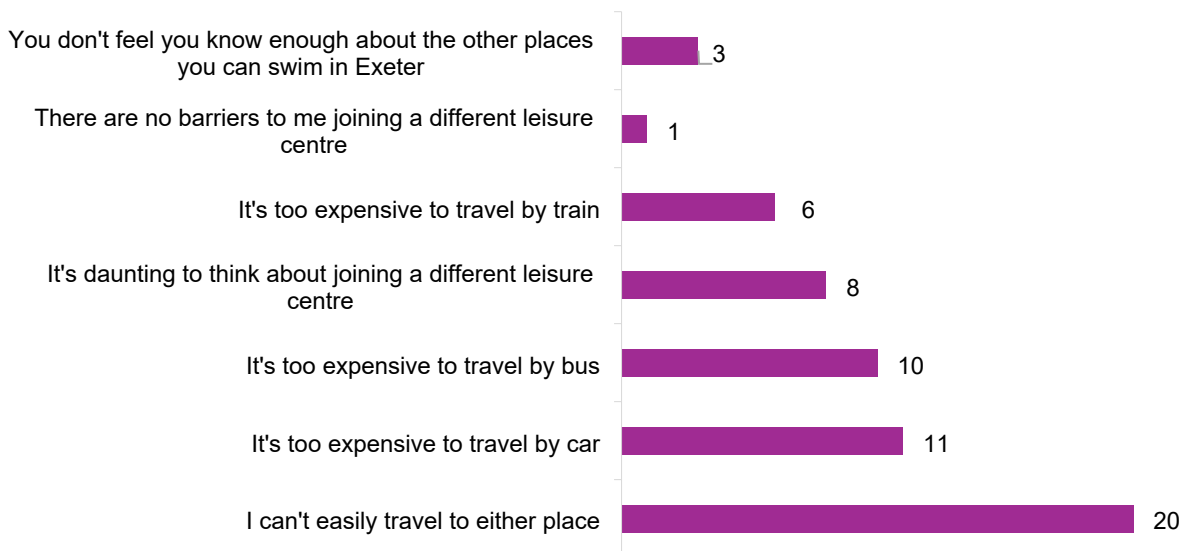 You don't feel you know enough about the other places
you can swim in Exeter
3
There are no barriers to me joining a different leisure
centre
1
It's too expensive to travel by train
6
It's daunting to think about joining a different leisure
centre
8
It's too expensive to travel by bus
10
It's too expensive to travel by car
11
I can't easily travel to either place
20